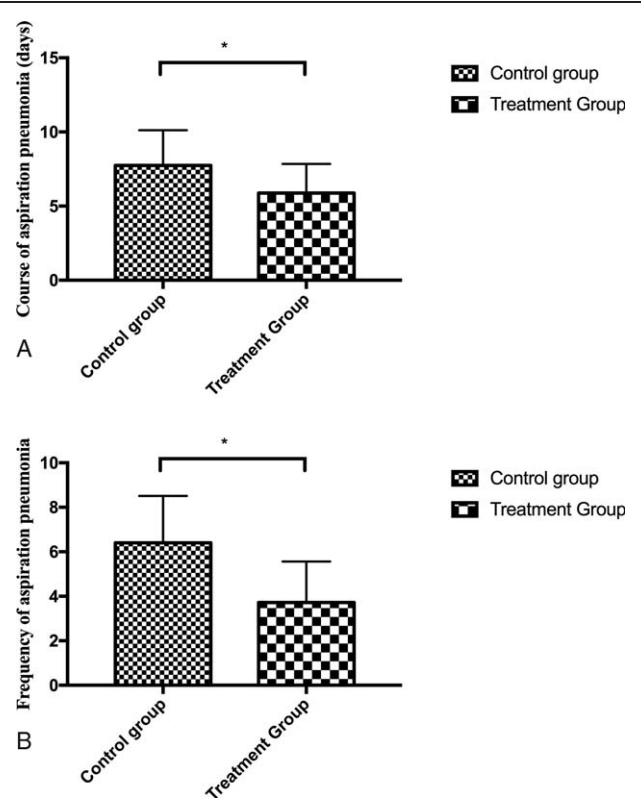 Course of aspiration pneumonia (days)
15
10
5
0
*
Control group
Treatment Group
Control group
Treatment Group
A
Frequency of aspiration pneumonia
10
8
6
4
2
0
*
Control group
Treatment Group
Control group
Treatment Group
B